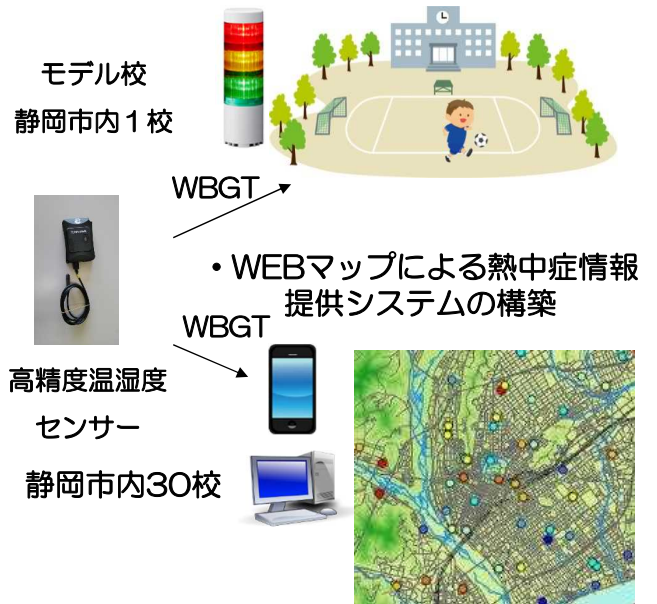 モデル校
静岡市内1校
WBGT
・WEBマップによる熱中症情報
提供システムの構築
WBGT
高精度温湿度
センサー
静岡市内30校